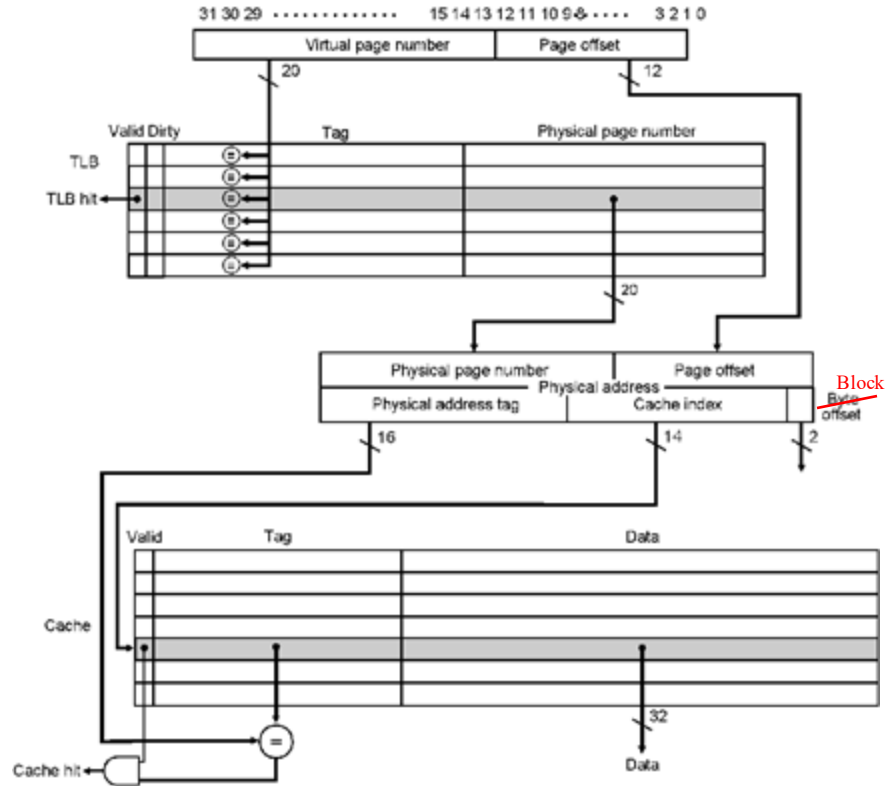 31 30 29 ················ 15 14 13 12 11 10 9 8 ····· 3 2 1 0
Virtual page number Page offset
20 12
Valid Dirty Tag Physical page number
TLB
=
=
TLB hit =
=
=
=
20
Physical page number Page offset
Physical address
Block
Physical address tag Cache index Byte
offset
16 14 2
Valid Tag Data
Cache
32
=
Cache hit Data